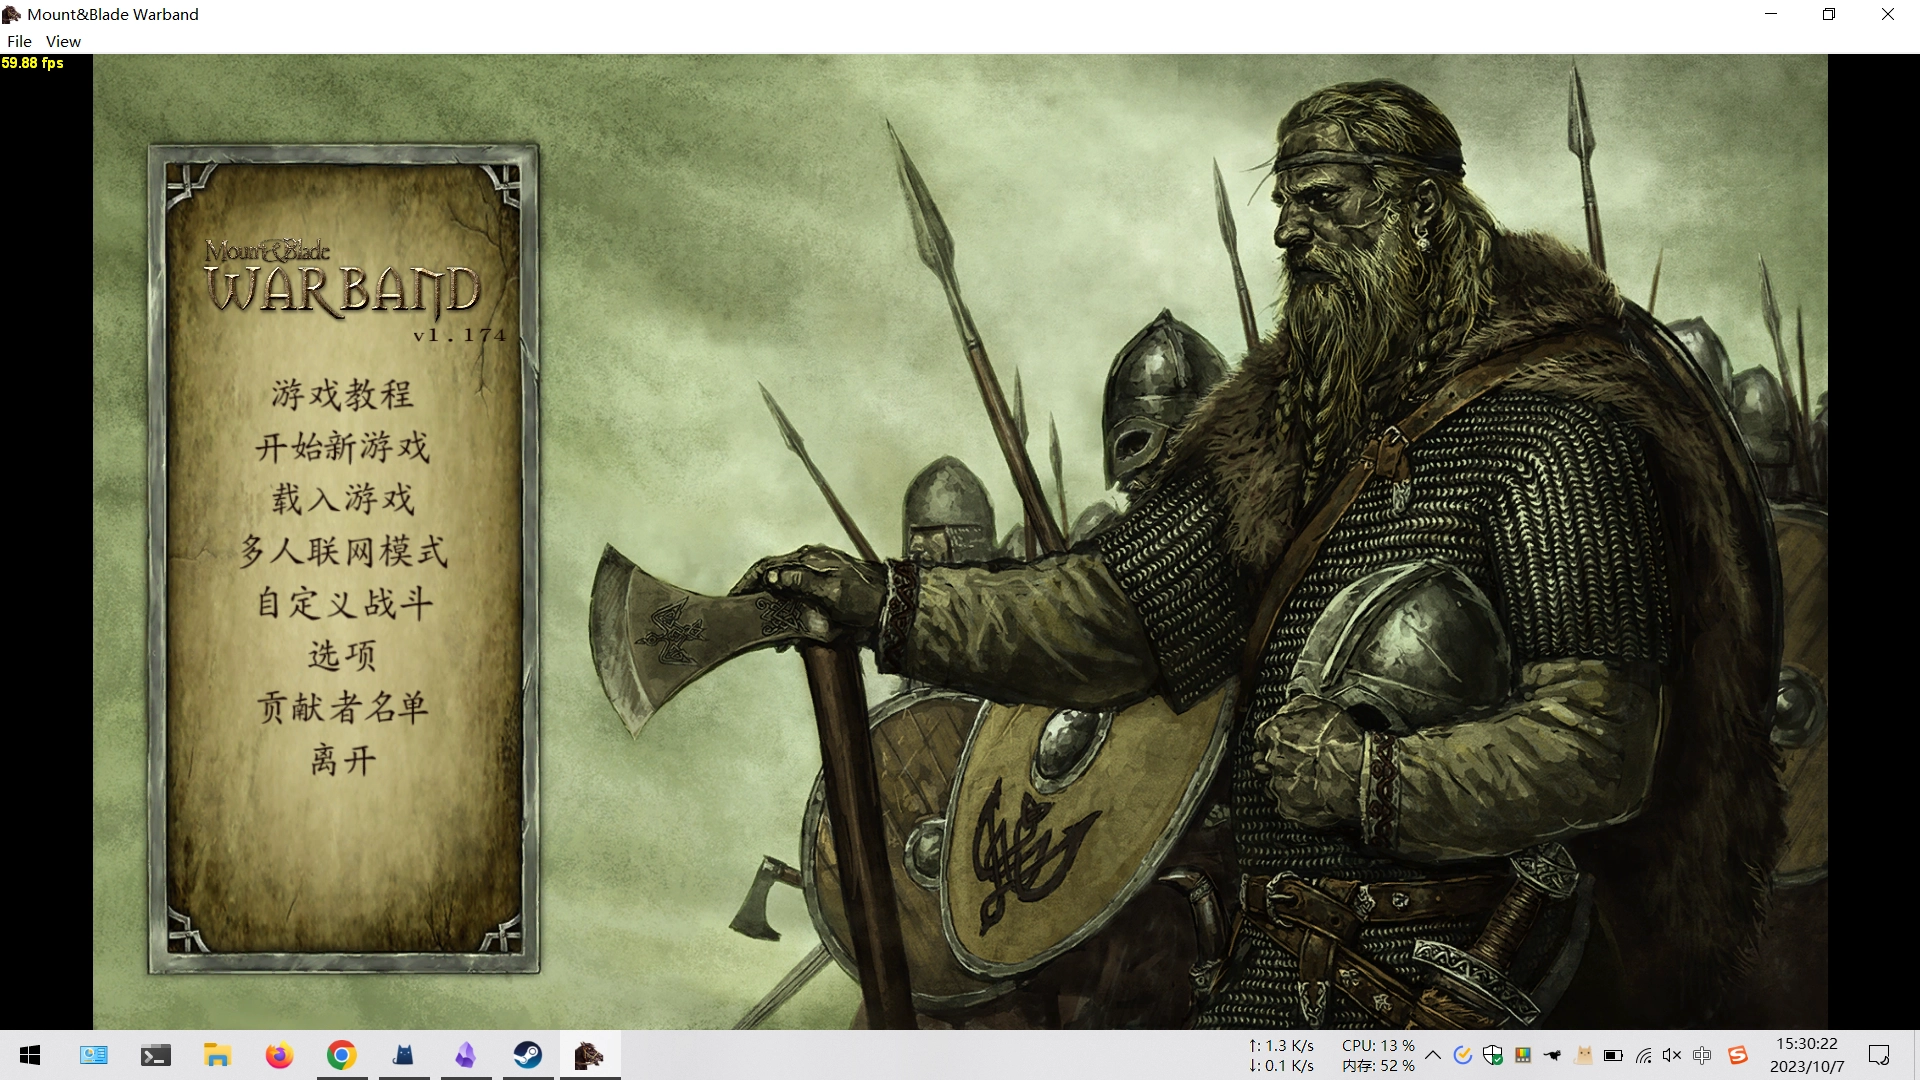 Mount&Blade Warband
File View
59.88 fps
Mount&Blade
WARBAND
v1.174
游戏教程
开始新游戏
载入游戏
多人联网模式
自定义战斗
选项
贡献者名单
离开
↑: 1.3 K/s
↓: 0.1 K/s
CPU: 13 %
内存: 52 %
中
15:30:22
2023/10/7